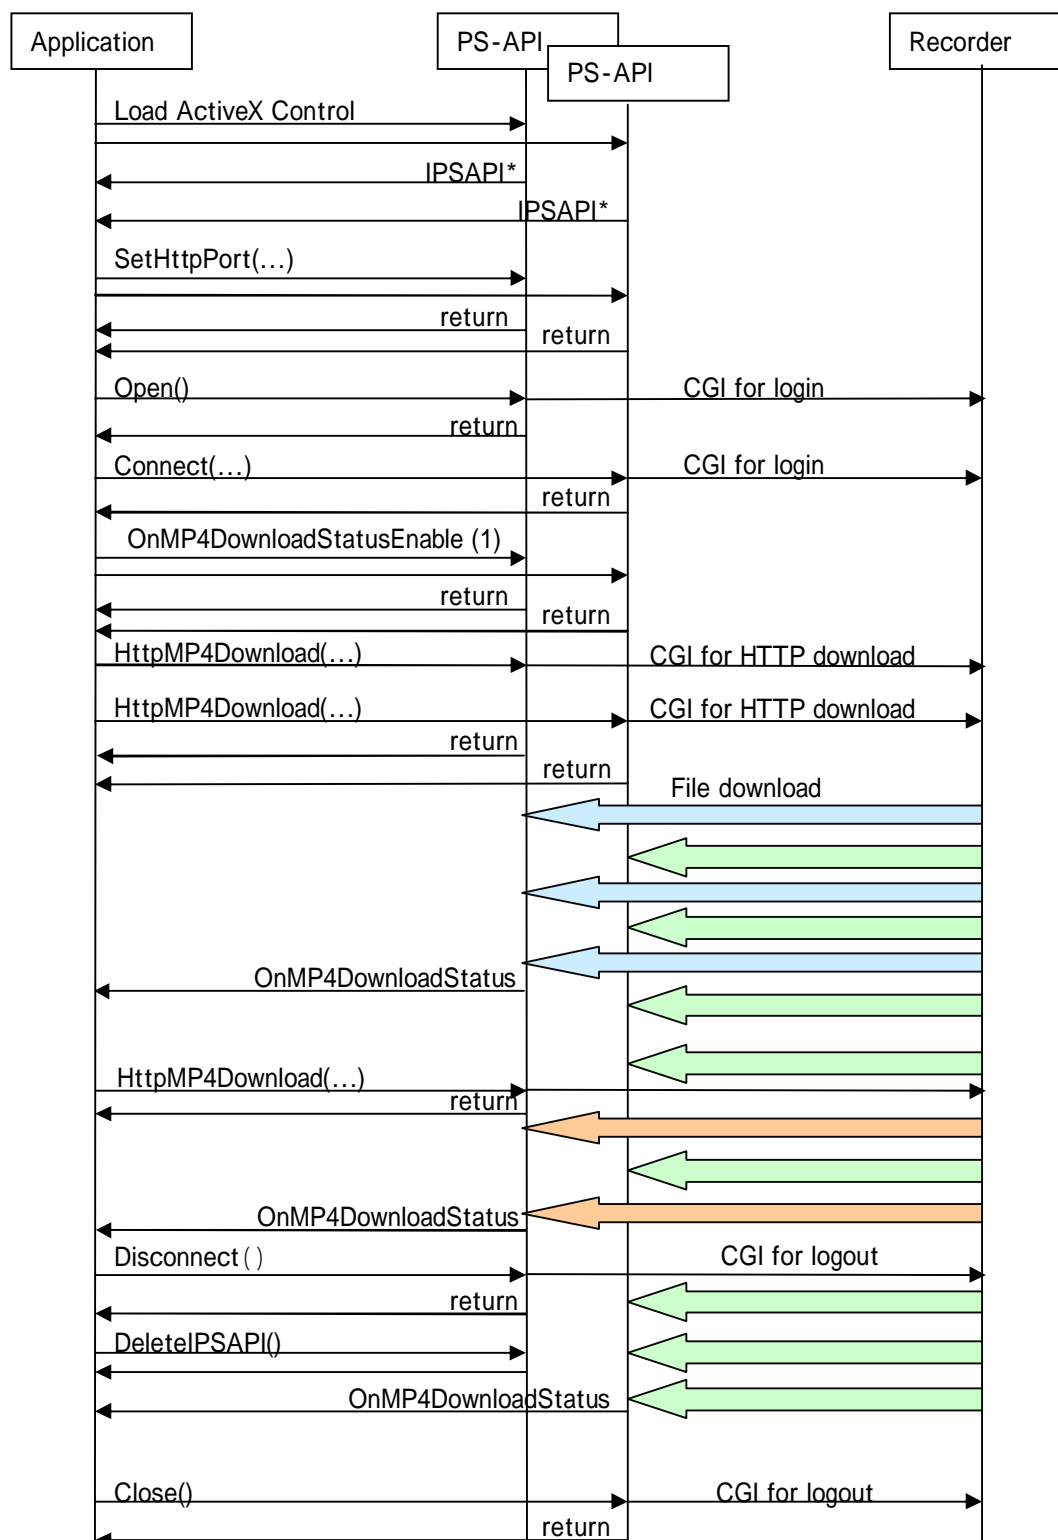 Application
PS-API
PS-API
Recorder
Load ActiveX Control
IPSAPI*
IPSAPI*
SetHttpPort(...)
return
return
Open()
CGI for login
return
Connect(...)
CGI for login
return
OnMP4DownloadStatusEnable (1)
return
return
HttpMP4Download(...)
CGI for HTTP download
HttpMP4Download(...)
CGI for HTTP download
return
return
File download
OnMP4DownloadStatus
HttpMP4Download(...)
return
OnMP4DownloadStatus
Disconnect()
CGI for logout
return
DeleteIPSAPI()
OnMP4DownloadStatus
Close()
CGI for logout
return